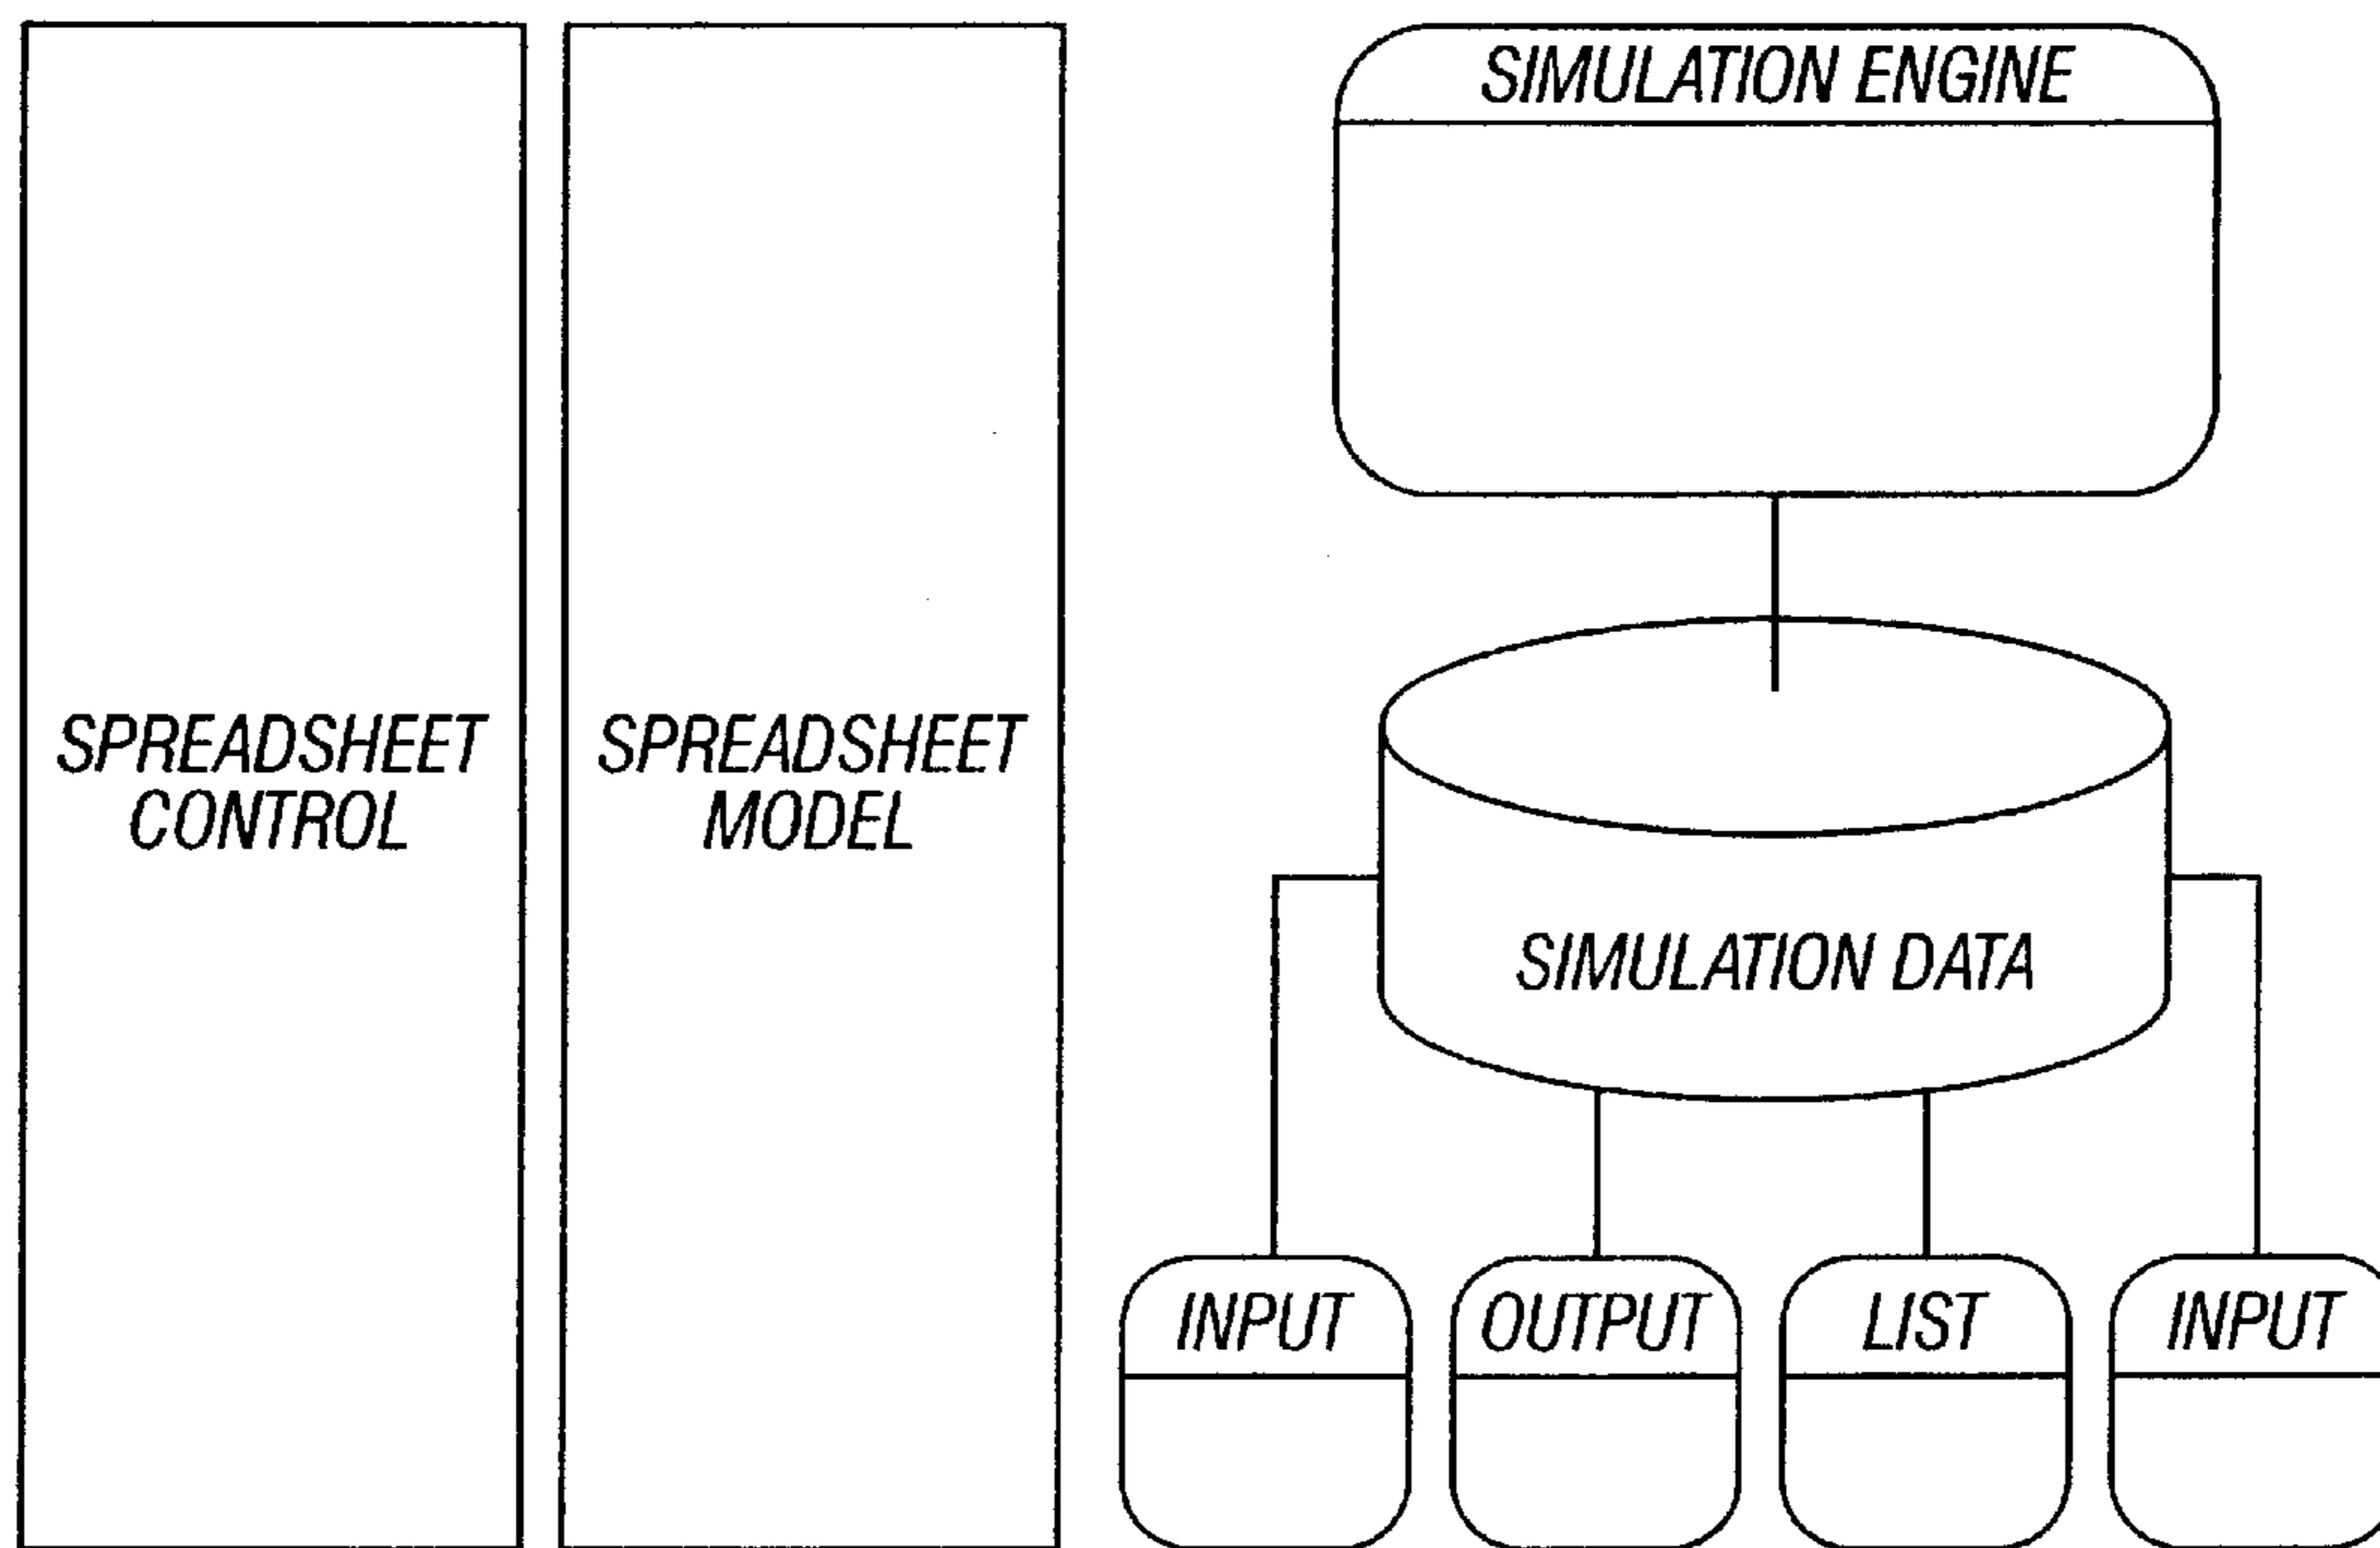 SPREADSHEET
CONTROL
SPREADSHEET
MODEL
SIMULATION ENGINE
SIMULATION DATA
INPUT
OUTPUT
LIST
INPUT